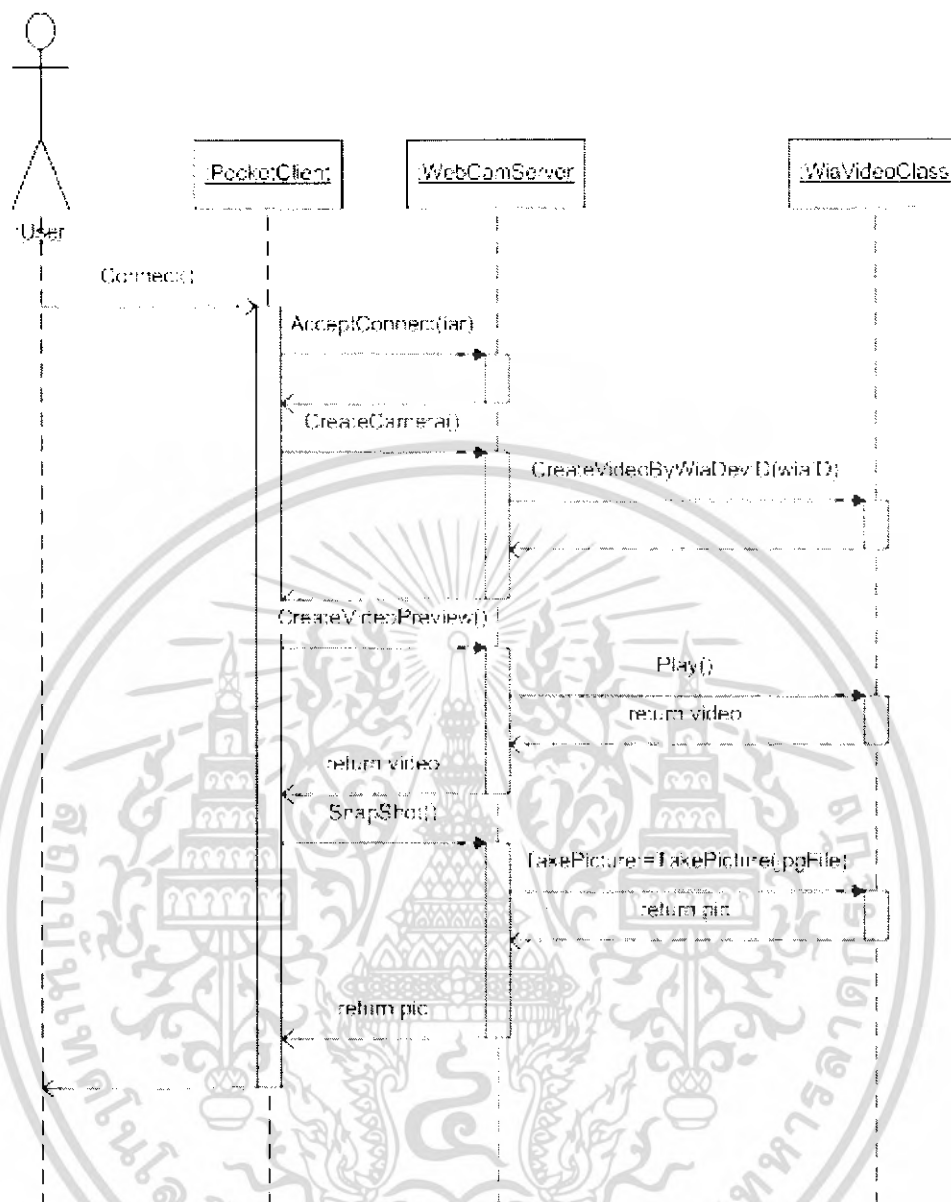 :PocketClient
:WebCamServer
:WiaVideoClass
:User
Connect()
AcceptConnect(iar)
CreateCamera()
CreateVideoByWiaDevID(wiaID)
CreateVideoPreview()
Play()
return video
return video
SnapShot()
TakePicture:=TakePicture(jpgFile)
return pic
return pic